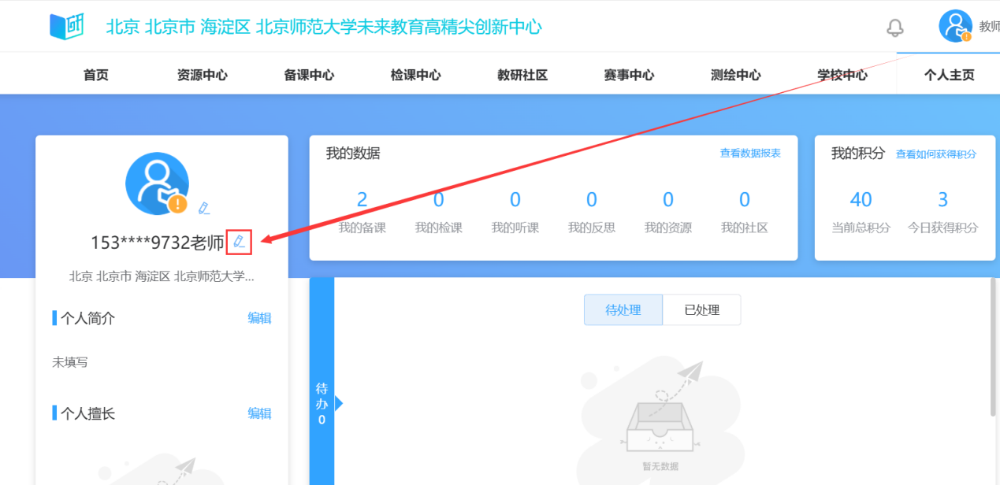 研
北京 北京市 海淀区 北京师范大学未来教育高精尖创新中心
教师
首页 资源中心 备课中心 检课中心 教研社区 赛事中心 测绘中心 学校中心 个人主页
153****9732老师
北京 北京市 海淀区 北京师范大学...
个人简介 编辑
未填写
个人擅长 编辑
我的数据 查看数据报表
2 0 0 0 0 0
我的备课 我的检课 我的听课 我的反思 我的资源 我的社区
我的积分 查看如何获得积分
40 3
当前总积分 今日获得积分
待办0
待处理 已处理
暂无数据